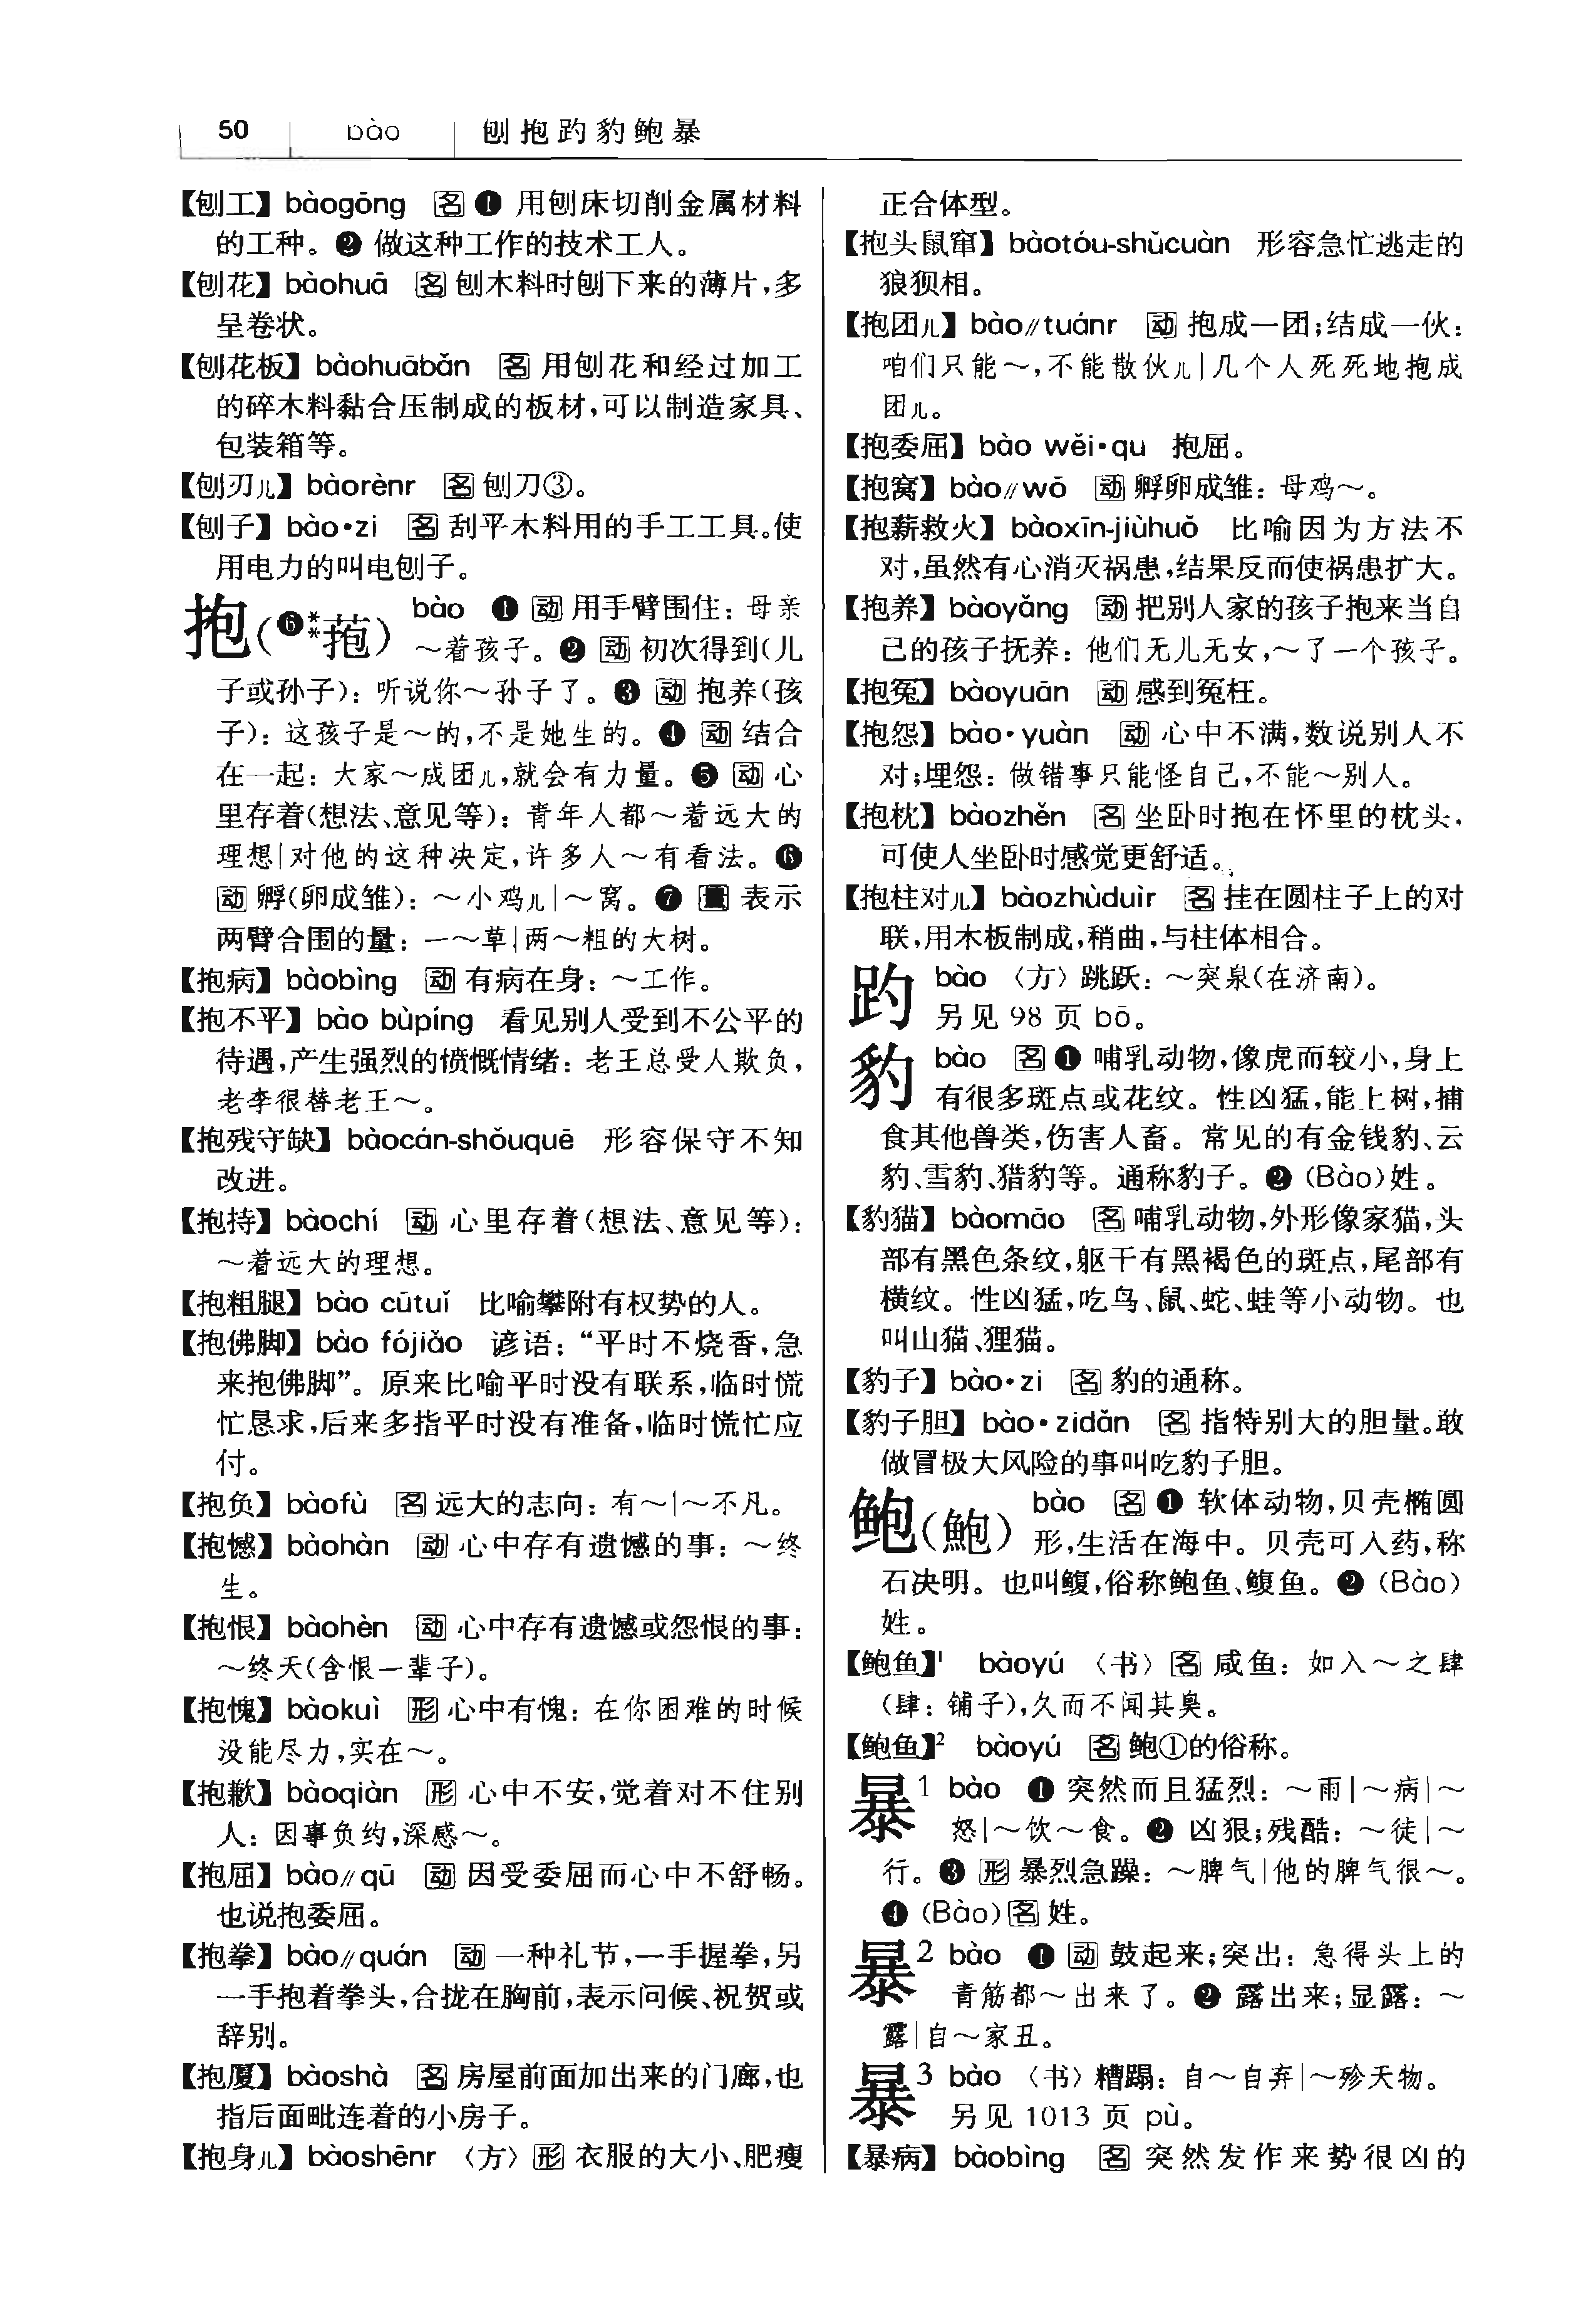 50 bào 刨抱趵豹鲍暴
【刨工】 bàogōng 名 ❶ 用刨床切削金属材料
的工种。❷ 做这种工作的技术工人。
【刨花】 bàohuā 名 刨木料时刨下来的薄片,多
呈卷状。
【刨花板】 bàohuābǎn 名 用刨花和经过加工
的碎木料黏合压制成的板材,可以制造家具、
包装箱等。
【刨刃儿】 bàorènr 名 刨刀③。
【刨子】 bào•zi 名 刮平木料用的手工工具。使
用电力的叫电刨子。
抱(❻**菢) bào ❶ 动 用手臂围住:母亲
~着孩子。❷ 动 初次得到(儿
子或孙子):听说你~孙子了。❸ 动 抱养(孩
子):这孩子是~的,不是她生的。❹ 动 结合
在一起:大家~成团儿,就会有力量。❺ 动 心
里存着(想法、意见等):青年人都~着远大的
理想|对他的这种决定,许多人~有看法。❻
动 孵(卵成雏):~小鸡儿|~窝。❼ 量 表示
两臂合围的量:一~草|两~粗的大树。
【抱病】 bàobìng 动 有病在身:~工作。
【抱不平】 bào bùpíng 看见别人受到不公平的
待遇,产生强烈的愤慨情绪:老王总受人欺负,
老李很替老王~。
【抱残守缺】 bàocán-shǒuquē 形容保守不知
改进。
【抱持】 bàochí 动 心里存着(想法、意见等):
~着远大的理想。
【抱粗腿】 bào cūtuǐ 比喻攀附有权势的人。
【抱佛脚】 bào fójiǎo 谚语:“平时不烧香,急
来抱佛脚”。原来比喻平时没有联系,临时慌
忙恳求,后来多指平时没有准备,临时慌忙应
付。
【抱负】 bàofù 名 远大的志向:有~|~不凡。
【抱憾】 bàohàn 动 心中存有遗憾的事:~终
生。
【抱恨】 bàohèn 动 心中存有遗憾或怨恨的事:
~终天(含恨一辈子)。
【抱愧】 bàokuì 形 心中有愧:在你困难的时候
没能尽力,实在~。
【抱歉】 bàoqiàn 形 心中不安,觉着对不住别
人:因事负约,深感~。
【抱屈】 bào∥qū 动 因受委屈而心中不舒畅。
也说抱委屈。
【抱拳】 bào∥quán 动 一种礼节,一手握拳,另
一手抱着拳头,合拢在胸前,表示问候、祝贺或
辞别。
【抱厦】 bàoshà 名 房屋前面加出来的门廊,也
指后面毗连着的小房子。
【抱身儿】 bàoshēnr 〈方〉 形 衣服的大小、肥瘦
正合体型。
【抱头鼠窜】 bàotóu-shǔcuàn 形容急忙逃走的
狼狈相。
【抱团儿】 bào∥tuánr 动 抱成一团;结成一伙:
咱们只能~,不能散伙儿|几个人死死地抱成
团儿。
【抱委屈】 bào wěi•qu 抱屈。
【抱窝】 bào∥wō 动 孵卵成雏:母鸡~。
【抱薪救火】 bàoxīn-jiùhuǒ 比喻因为方法不
对,虽然有心消灭祸患,结果反而使祸患扩大。
【抱养】 bàoyǎng 动 把别人家的孩子抱来当自
己的孩子抚养:他们无儿无女,~了一个孩子。
【抱冤】 bàoyuān 动 感到冤枉。
【抱怨】 bào•yuàn 动 心中不满,数说别人不
对;埋怨:做错事只能怪自己,不能~别人。
【抱枕】 bàozhěn 名 坐卧时抱在怀里的枕头,
可使人坐卧时感觉更舒适。
【抱柱对儿】 bàozhùduìr 名 挂在圆柱子上的对
联,用木板制成,稍曲,与柱体相合。
趵 bào 〈方〉 跳跃:~突泉(在济南)。
另见 98 页 bō。
豹 bào 名 ❶ 哺乳动物,像虎而较小,身上
有很多斑点或花纹。性凶猛,能上树,捕
食其他兽类,伤害人畜。常见的有金钱豹、云
豹、雪豹、猎豹等。通称豹子。❷ (Bào)姓。
【豹猫】 bàomāo 名 哺乳动物,外形像家猫,头
部有黑色条纹,躯干有黑褐色的斑点,尾部有
横纹。性凶猛,吃鸟、鼠、蛇、蛙等小动物。也
叫山猫、狸猫。
【豹子】 bào•zi 名 豹的通称。
【豹子胆】 bào•zidǎn 名 指特别大的胆量。敢
做冒极大风险的事叫吃豹子胆。
鲍(鮑) bào 名 ❶ 软体动物,贝壳椭圆
形,生活在海中。贝壳可入药,称
石决明。也叫鳆,俗称鲍鱼、鳆鱼。❷ (Bào)
姓。
【鲍鱼】¹ bàoyú 〈书〉 名 咸鱼:如入~之肆
(肆:铺子),久而不闻其臭。
【鲍鱼】² bàoyú 名 鲍①的俗称。
暴¹ bào ❶ 突然而且猛烈:~雨|~病|~
怒|~饮~食。❷ 凶狠;残酷:~徒|~
行。❸ 形 暴烈急躁:~脾气|他的脾气很~。
❹ (Bào) 名 姓。
暴² bào ❶ 动 鼓起来;突出:急得头上的
青筋都~出来了。❷ 露出来;显露:~
露|自~家丑。
暴³ bào 〈书〉 糟蹋:自~自弃|~殄天物。
另见 1013 页 pù。
【暴病】 bàobìng 名 突然发作来势很凶的